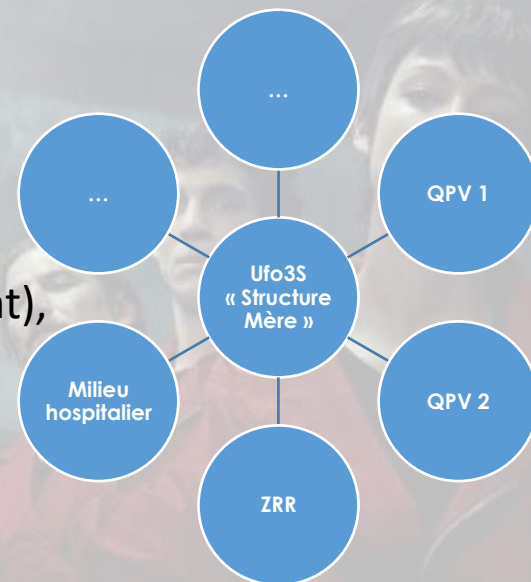 ...
...
QPV 1
Ufo3S
« Structure
Mère »
t),
Milieu
hospitalier
QPV 2
ZRR